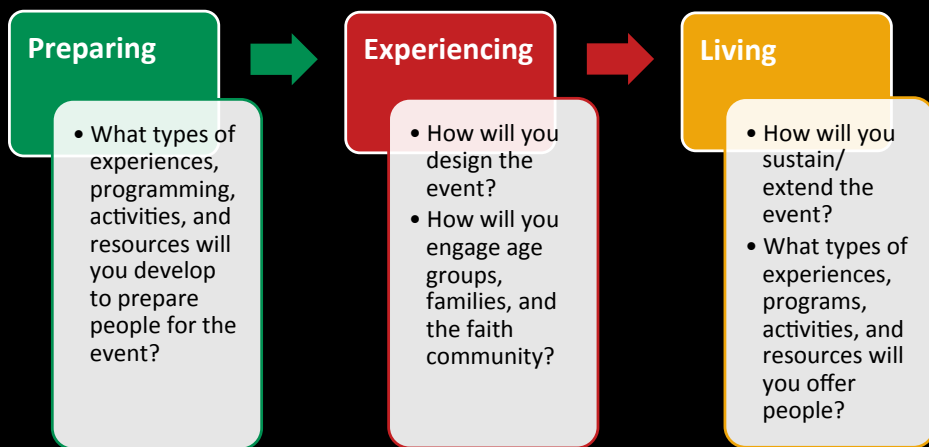 Preparing
• What types of
experiences,
programming,
activities, and
resources will
you develop
to prepare
people for the
event?
Experiencing
• How will you
design the
event?
• How will you
engage age
groups,
families, and
the faith
community?
Living
• How will you
sustain/
extend the
event?
• What types of
experiences,
programs,
activities, and
resources will
you offer
people?